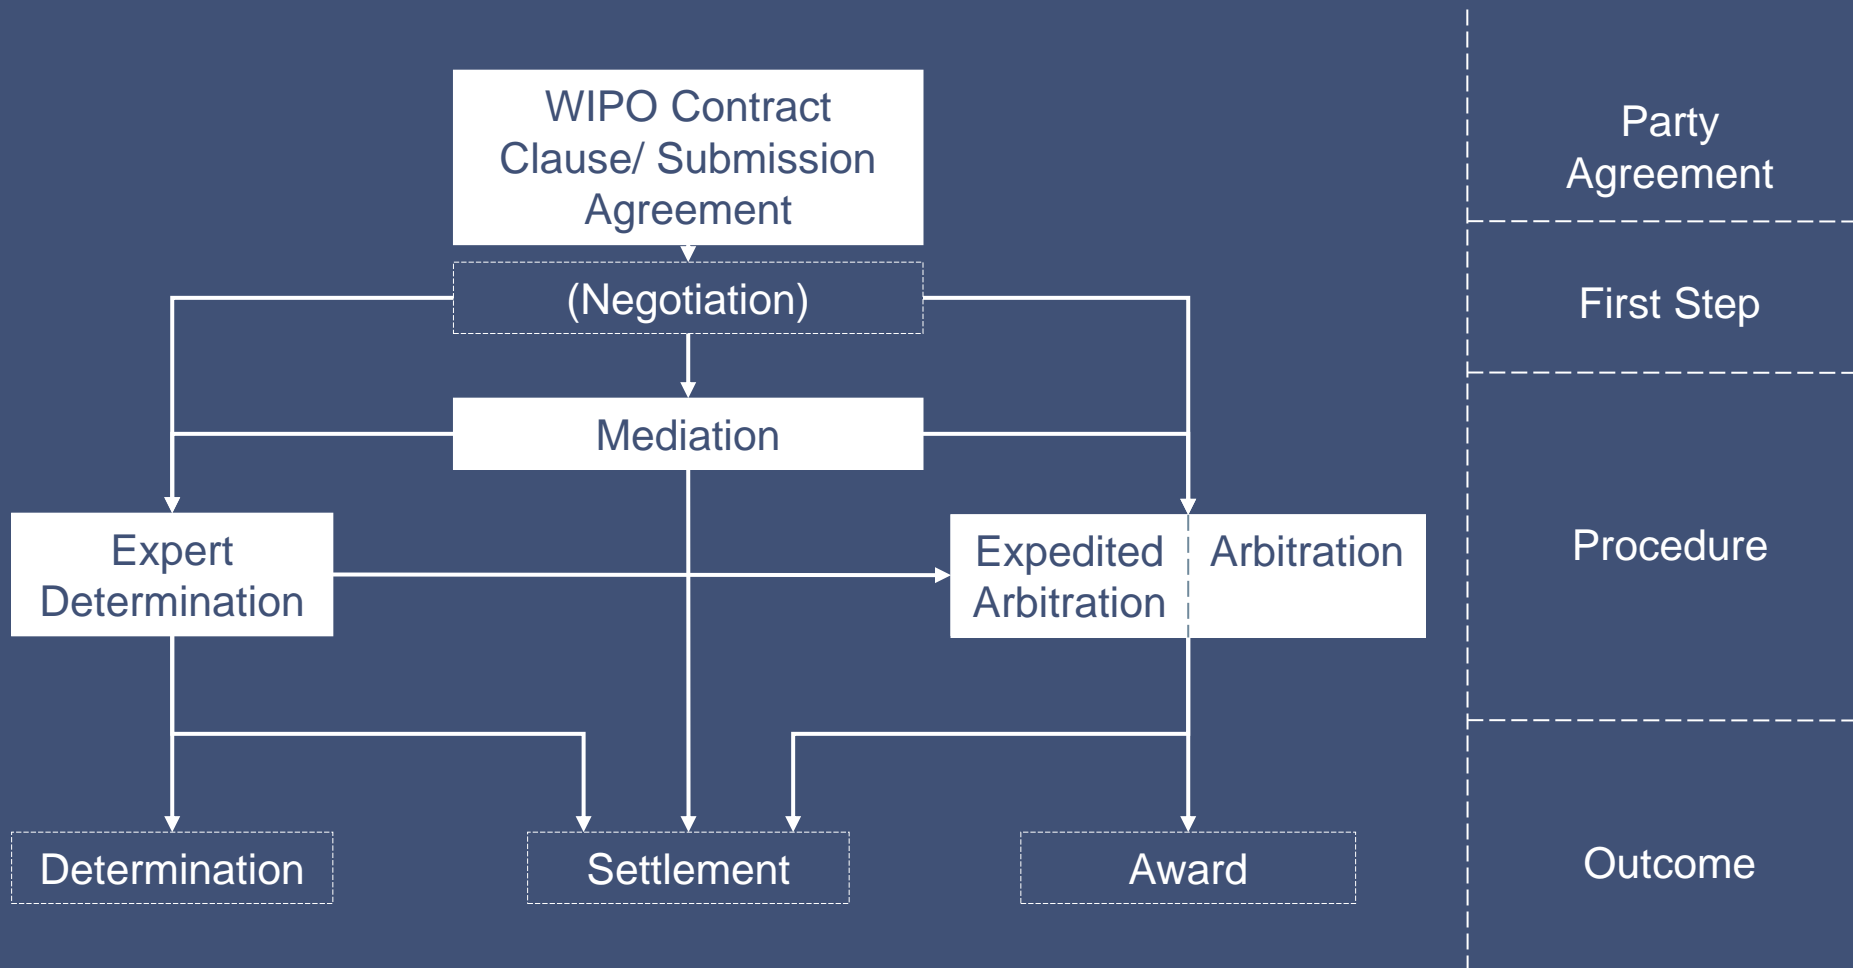 WIPO Contract
Clause/ Submission
Agreement
Party
Agreement
(Negotiation)
First Step
Mediation
Expert
Determination
Expedited
Arbitration
Arbitration
Procedure
Determination
Settlement
Award
Outcome